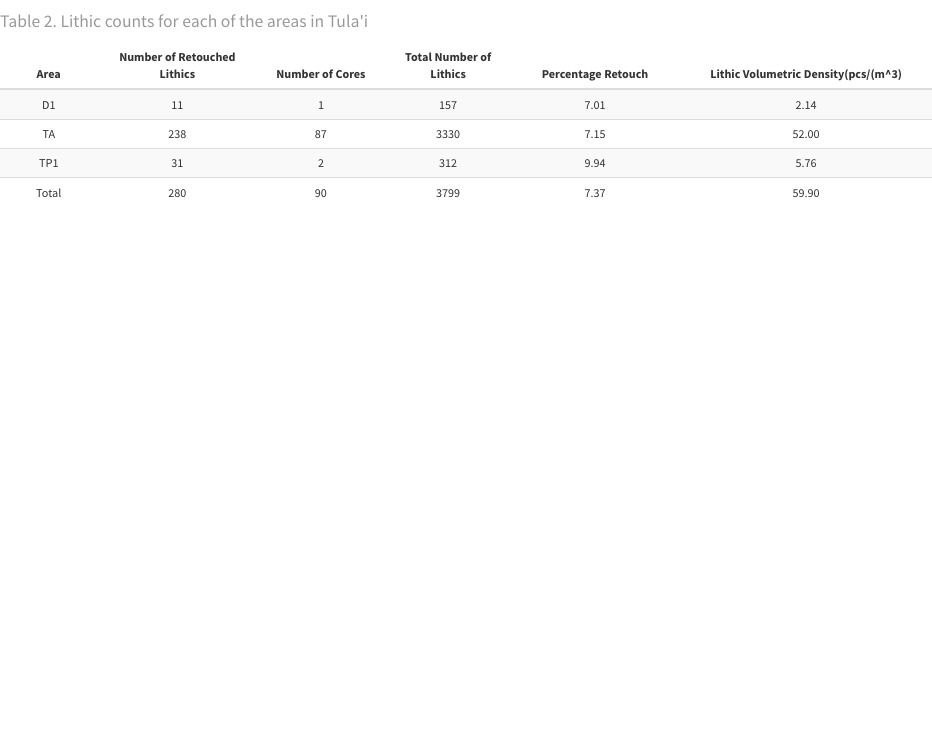 Table 2. Lithic counts for each of the areas in Tula'i
Number of Retouched Total Number of
Area Lithics Number of Cores Lithics Percentage Retouch Lithic Volumetric Density(pcs/(m^3)
D1 11 1 157 7.01 2.14
TA 238 87 3330 7.15 52.00
TP1 31 2 312 9.94 5.76
Total 280 90 3799 7.37 59.90